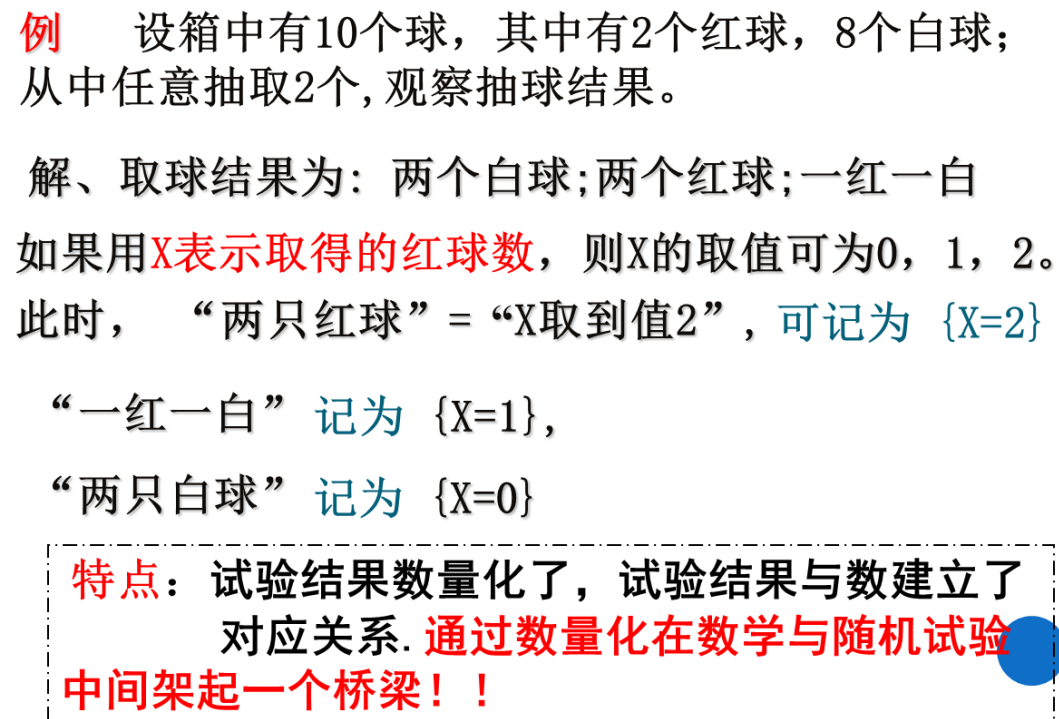 例 设箱中有10个球，其中有2个红球，8个白球；
从中任意抽取2个,观察抽球结果。
解、取球结果为: 两个白球;两个红球;一红一白
如果用X表示取得的红球数，则X的取值可为0，1，2。
此时， “两只红球”=“X取到值2”,可记为 {X=2}
“一红一白” 记为 {X=1},
“两只白球” 记为 {X=0}
特点：试验结果数量化了，试验结果与数建立了
对应关系.通过数量化在数学与随机试验
中间架起一个桥梁！！